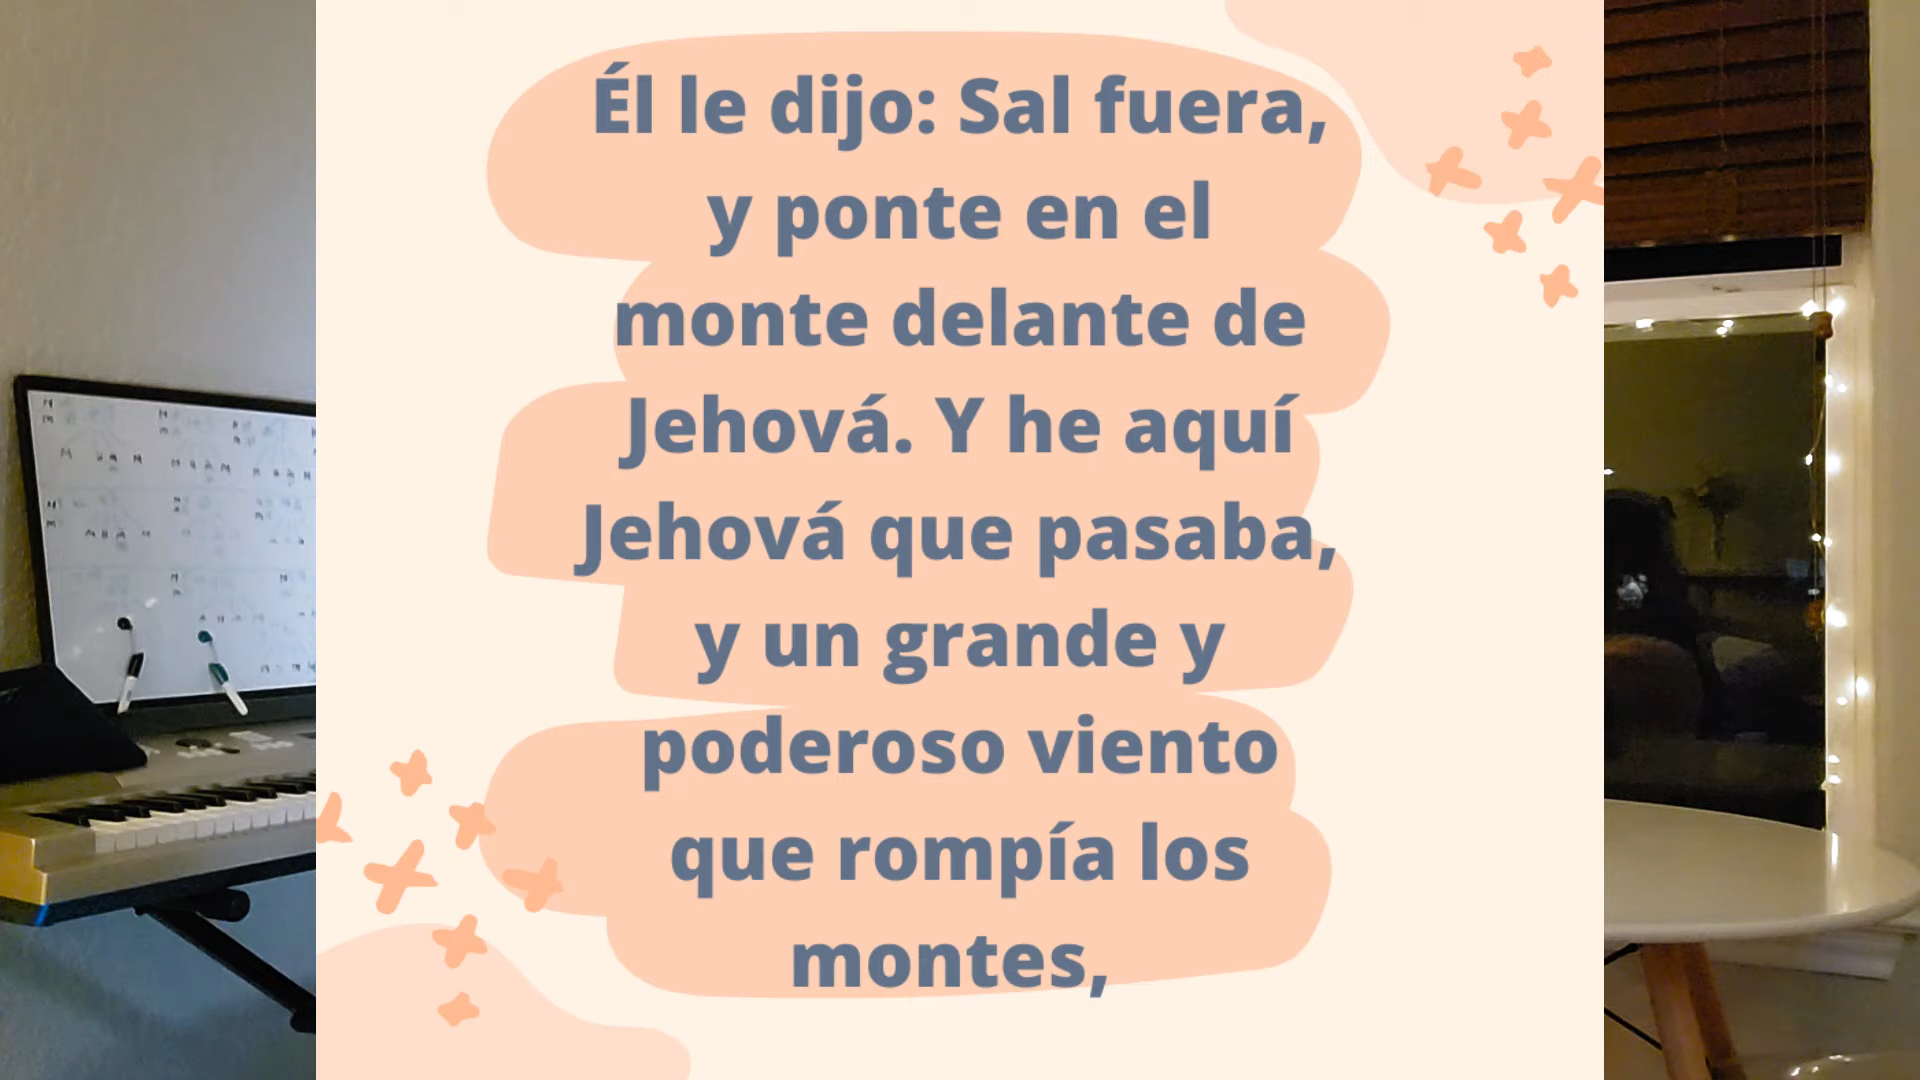 Él le dijo: Sal fuera,
y ponte en el
monte delante de
Jehová. Y he aquí
Jehová que pasaba,
y un grande y
poderoso viento
que rompía los
montes,